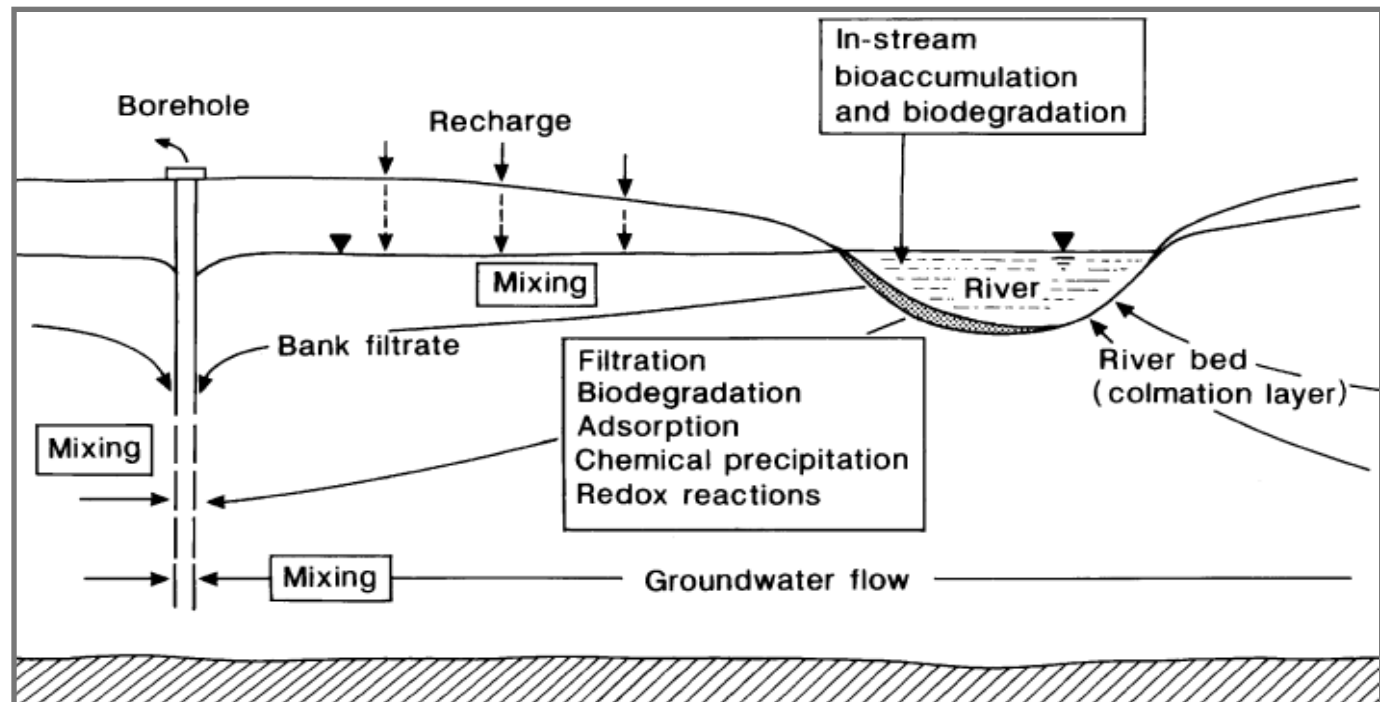 In-stream
bioaccumulation
and biodegradation
Borehole
Recharge
Mixing
River
Bank filtrate
Filtration
Biodegradation
Adsorption
Chemical precipitation
Redox reactions
River bed
(colmation layer)
Mixing
Mixing
Groundwater flow